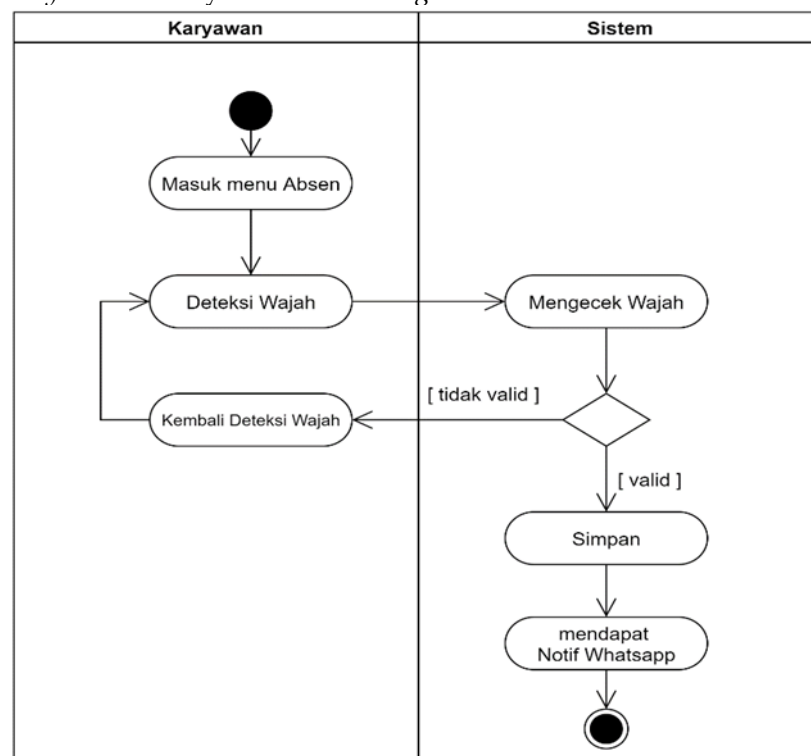 Karyawan
Sistem
Masuk menu Absen
Deteksi Wajah
Mengecek Wajah
[ tidak valid ]
Kembali Deteksi Wajah
[ valid ]
Simpan
mendapat
Notif Whatsapp